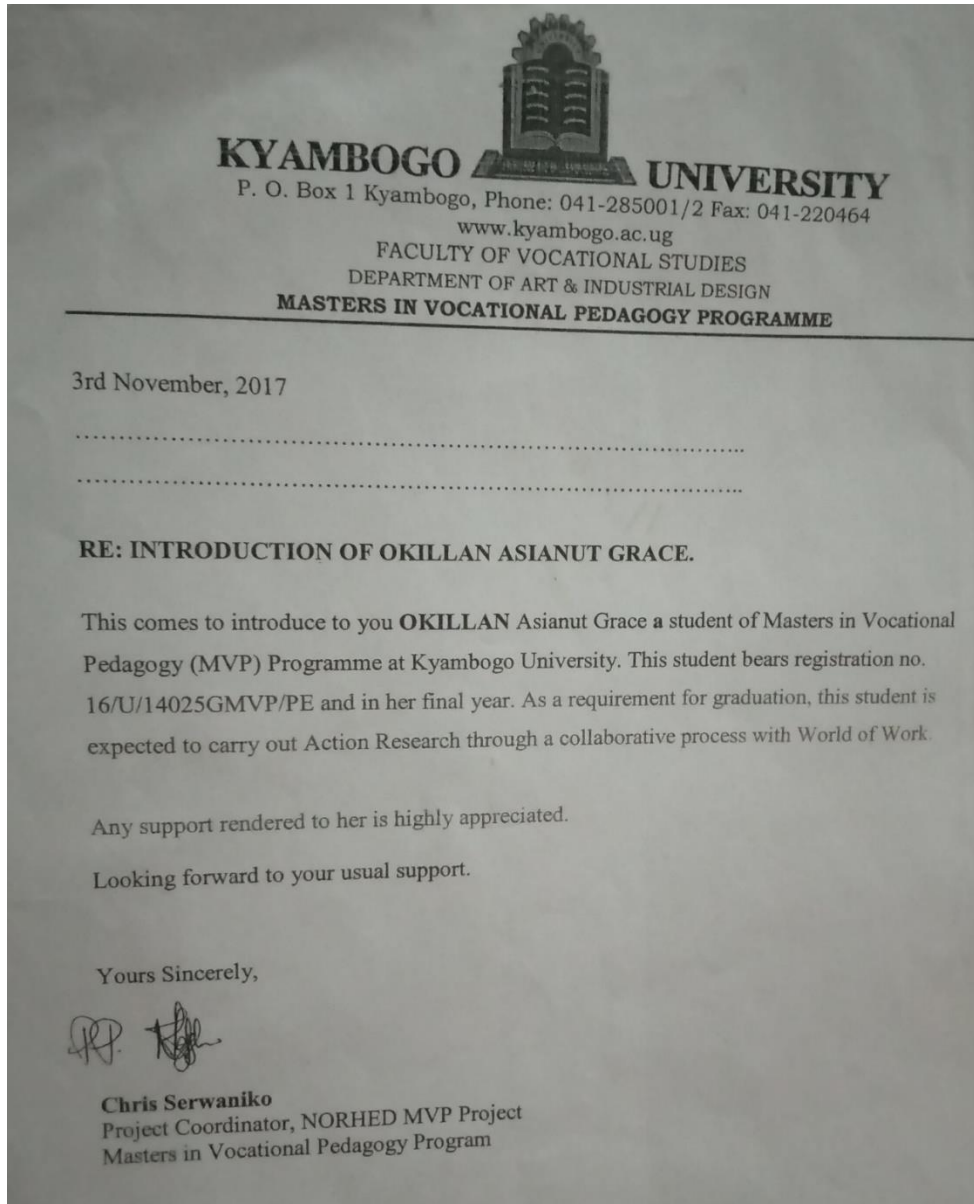 KYAMBOGO UNIVERSITY
P. O. Box 1 Kyambogo, Phone: 041-285001/2 Fax: 041-220464
www.kyambogo.ac.ug
FACULTY OF VOCATIONAL STUDIES
DEPARTMENT OF ART & INDUSTRIAL DESIGN
MASTERS IN VOCATIONAL PEDAGOGY PROGRAMME
3rd November, 2017
RE: INTRODUCTION OF OKILLAN ASIANUT GRACE.
This comes to introduce to you OKILLAN Asianut Grace a student of Masters in Vocational
Pedagogy (MVP) Programme at Kyambogo University. This student bears registration no.
16/U/14025GMVP/PE and in her final year. As a requirement for graduation, this student is
expected to carry out Action Research through a collaborative process with World of Work.
Any support rendered to her is highly appreciated.
Looking forward to your usual support.
Yours Sincerely,
Chris Serwaniko
Project Coordinator, NORHED MVP Project
Masters in Vocational Pedagogy Program